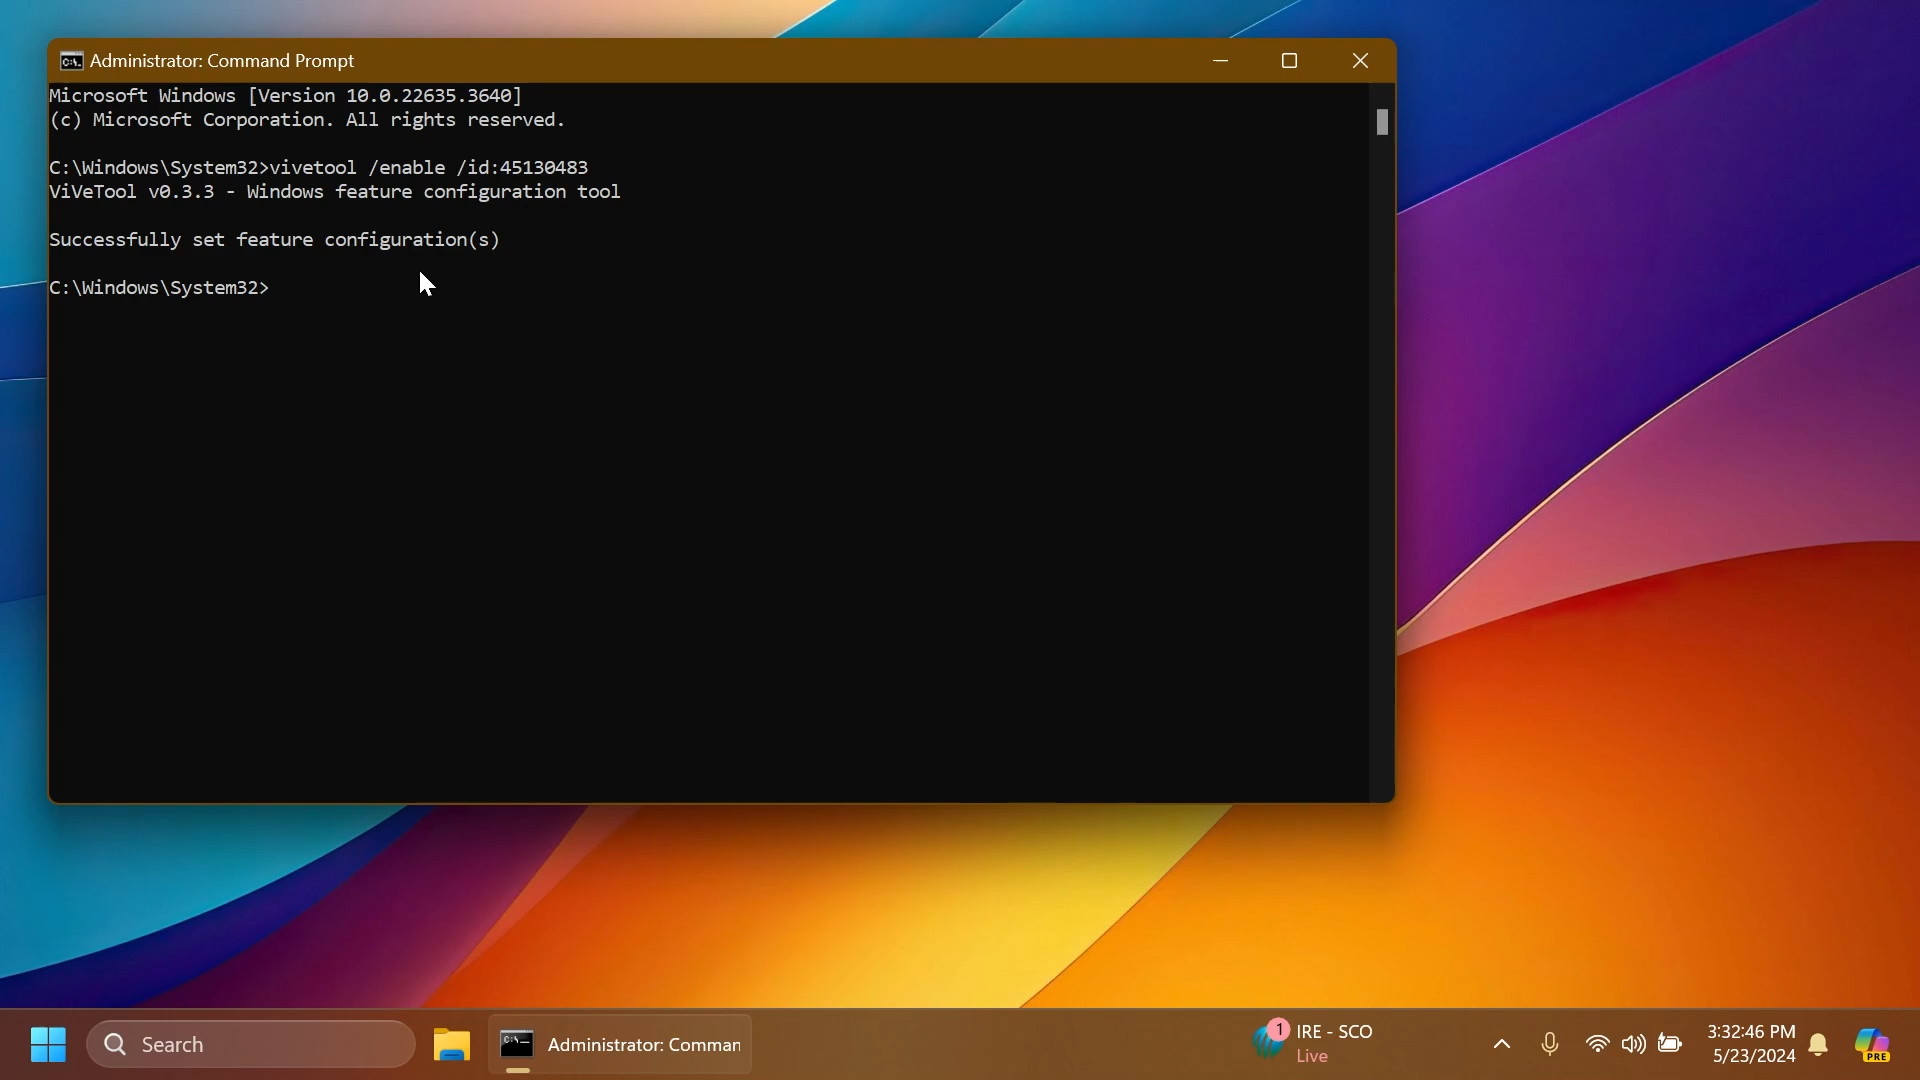 Administrator: Command Prompt
Microsoft Windows [Version 10.0.22635.3640]
(c) Microsoft Corporation. All rights reserved.
C:\Windows\System32>vivetool /enable /id:45130483
ViVeTool v0.3.3 - Windows feature configuration tool
Successfully set feature configuration(s)
C:\Windows\System32>
Search
Administrator: Comman
1
IRE - SCO
Live
3:32:46 PM
5/23/2024
PRE